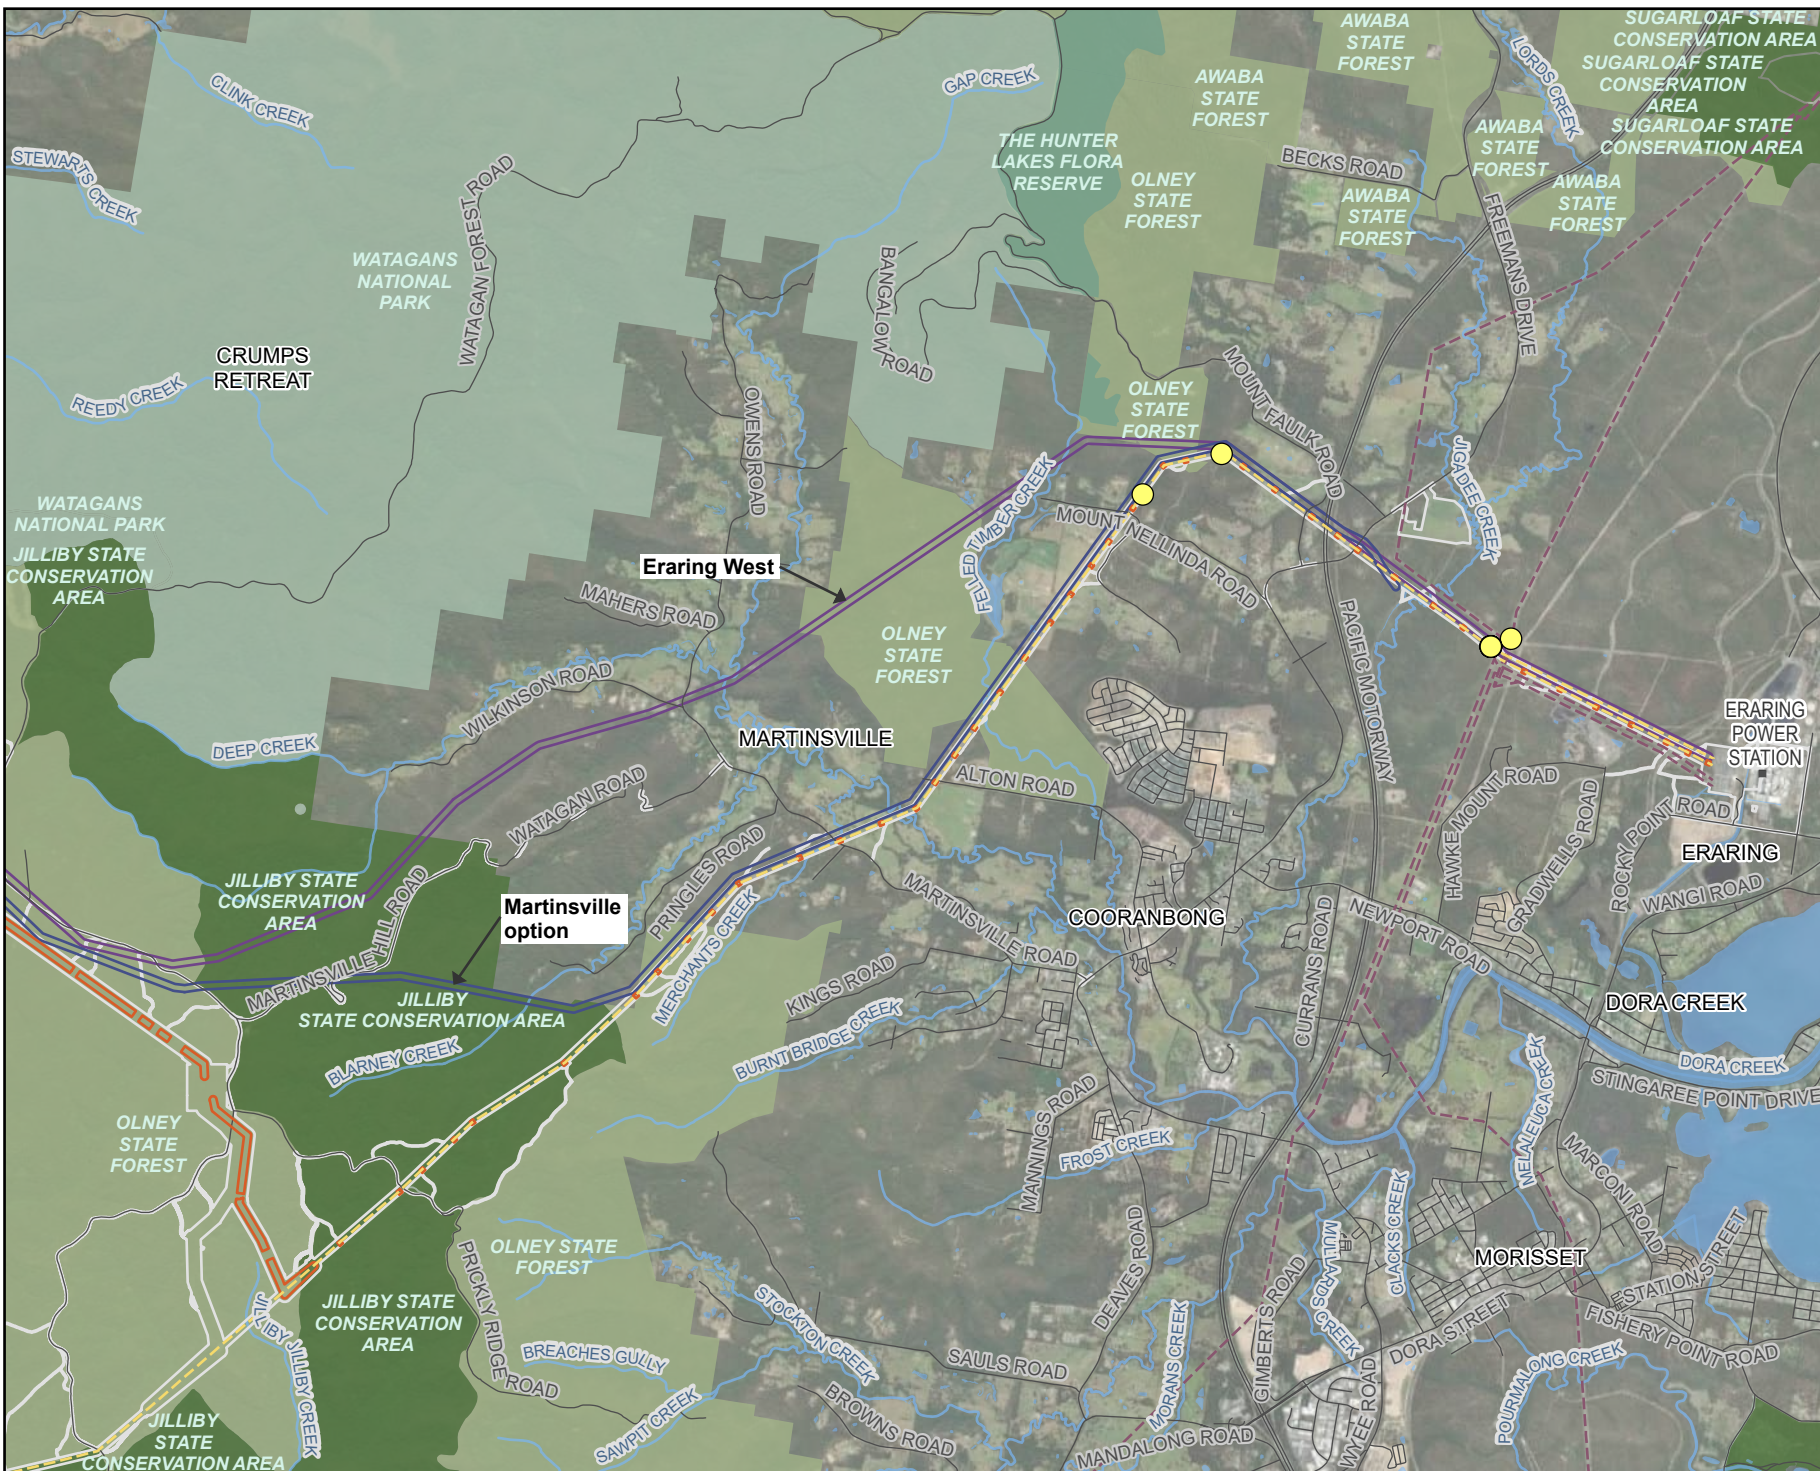 SUGARLOAF STATE
CONSERVATION AREA
SUGARLOAF STATE
CONSERVATION
AREA
SUGARLOAF STATE
CONSERVATION AREA
AWABA
STATE
FOREST
LORDS CREEK
AWABA
STATE
FOREST
AWABA
STATE
FOREST
AWABA
STATE
FOREST
AWABA
STATE
FOREST
BECKS ROAD
FREEMANS DRIVE
GAP CREEK
CLINK CREEK
STEWARTS CREEK
THE HUNTER
LAKES FLORA
RESERVE
OLNEY
STATE
FOREST
WATAGAN FOREST ROAD
WATAGANS
NATIONAL
PARK
BANGALOW
ROAD
CRUMPS
RETREAT
REEDY CREEK
OWENS ROAD
OLNEY
STATE
FOREST
MOUNT FAULK ROAD
JIGADEE CREEK
FELLED TIMBER CREEK
MOUNT NELLINDA ROAD
WATAGANS
NATIONAL PARK
JILLIBY STATE
CONSERVATION
AREA
Eraring West
MAHERS ROAD
OLNEY
STATE
FOREST
PACIFIC MOTORWAY
WILKINSON ROAD
DEEP CREEK
MARTINSVILLE
ERARING
POWER
STATION
ALTON ROAD
WATAGAN ROAD
HAWKE MOUNT ROAD
GRADWELLS ROAD
ROCKY POINT ROAD
ERARING
WANGI ROAD
PRINGLES ROAD
JILLIBY STATE
CONSERVATION
AREA
MARTINSVILLE HILL ROAD
Martinsville
option
MERCHANTS CREEK
MARTINSVILLE ROAD
COORANBONG
NEWPORT ROAD
CURRANS ROAD
KINGS ROAD
BURNT BRIDGE CREEK
JILLIBY
STATE CONSERVATION AREA
BLARNEY CREEK
DORA CREEK
DORA CREEK
STINGAREE POINT DRIVE
MELALEUCA CREEK
MARCONI ROAD
OLNEY
STATE
FOREST
MANNINGS ROAD
FROST CREEK
CLACKS CREEK
MULLARDS CREEK
MORISSET
STATION STREET
FISHERY POINT ROAD
DORA STREET
DEAVES ROAD
GIMBERTS ROAD
OLNEY STATE
FOREST
PRICKLY RIDGE ROAD
STOCKTON CREEK
JILLIBY STATE
CONSERVATION
AREA
JILLIBY JILLIBY CREEK
BREACHES GULLY
SAULS ROAD
MORANS CREEK
POURMALONG CREEK
WYEE ROAD
MANDALONG ROAD
BROWNS ROAD
SAWPIT CREEK
JILLIBY
STATE
CONSERVATION AREA